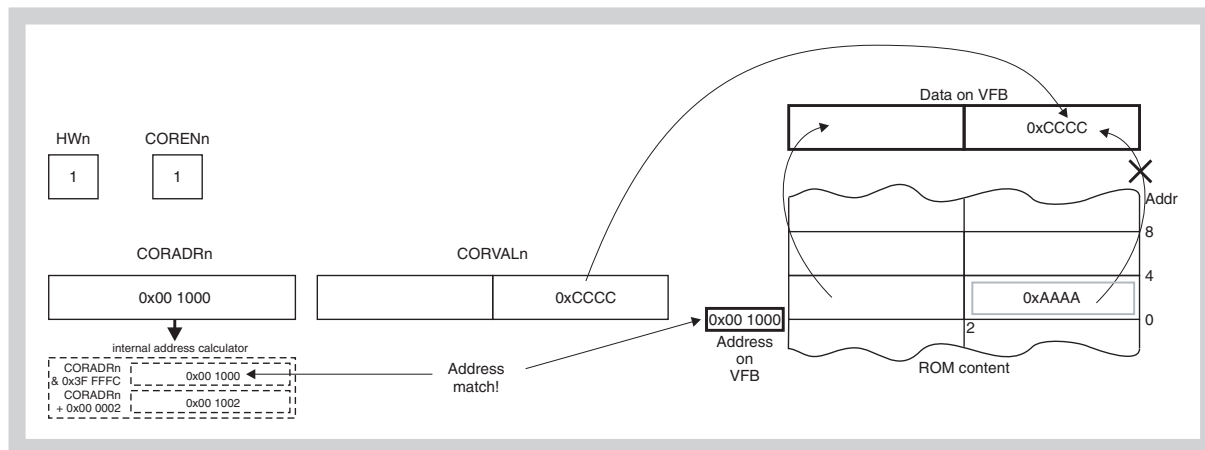 Data on VFB
HWn
CORENn
0xCCCC
1
1
Addr
8
CORADRn
CORVALn
4
0x00 1000
0xCCCC
0xAAAA
0x00 1000
0
2
internal address calculator
Address
on
VFB
ROM content
CORADRn
& 0x3F FFFC
0x00 1000
Address
match!
CORADRn
+ 0x00 0002
0x00 1002